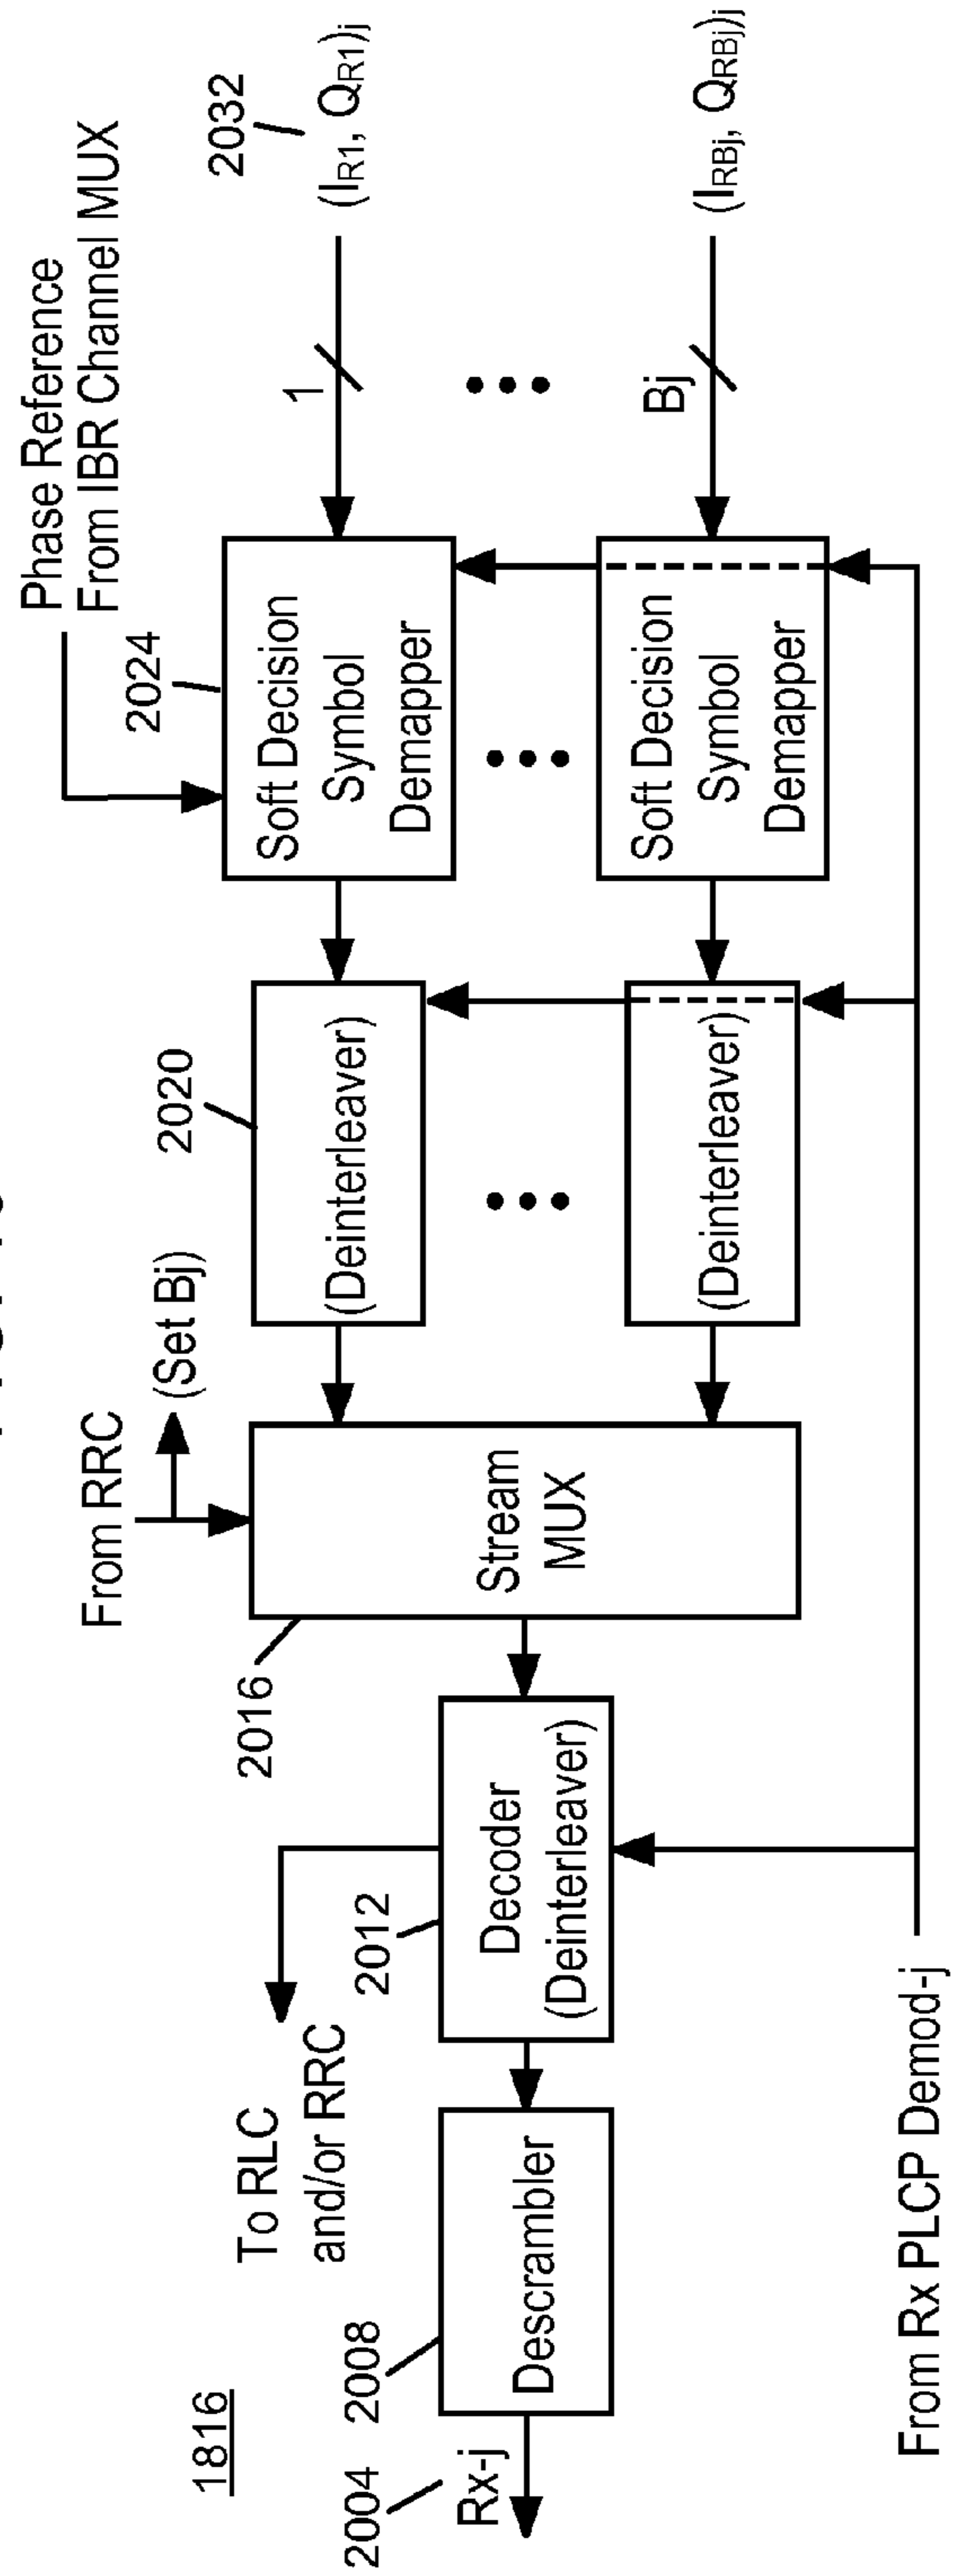 1816
2004
Rx-j
2008
Descrambler
To RLC
and/or RRC
2012
Decoder
(Deinterleaver)
2016
From RRC
(Set Bj)
Stream
MUX
2020
(Deinterleaver)
(Deinterleaver)
Phase Reference
From IBR Channel MUX
2024
Soft Decision
Symbol
Demapper
Soft Decision
Symbol
Demapper
1
Bj
2032
(IR1, QR1)j
(IRBj, QRBj)j
From Rx PLCP Demod-j